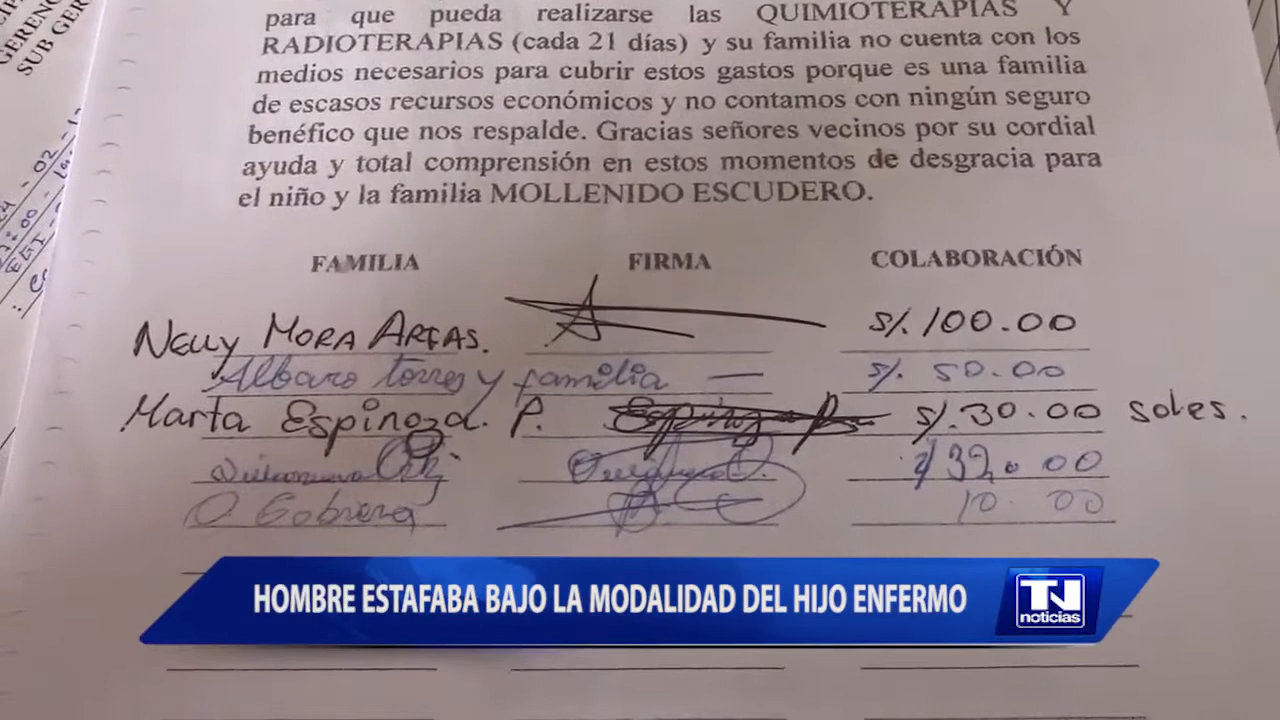 para que pueda realizarse las QUIMIOTERAPIAS Y
RADIOTERAPIAS (cada 21 días) y su familia no cuenta con los
medios necesarios para cubrir estos gastos porque es una familia
de escasos recursos económicos y no contamos con ningún seguro
benéfico que nos respalde. Gracias señores vecinos por su cordial
ayuda y total comprensión en estos momentos de desgracia para
el niño y la familia MOLLENIDO ESCUDERO.
FAMILIA FIRMA COLABORACIÓN
NELLY MORA ARIAS. S/. 100.00
Albaro torres y familia — S/. 50.00
Marta Espinoza. P. S/. 30.00 soles.
00
10.00
HOMBRE ESTAFABA BAJO LA MODALIDAD DEL HIJO ENFERMO
TN
noticias
SUB